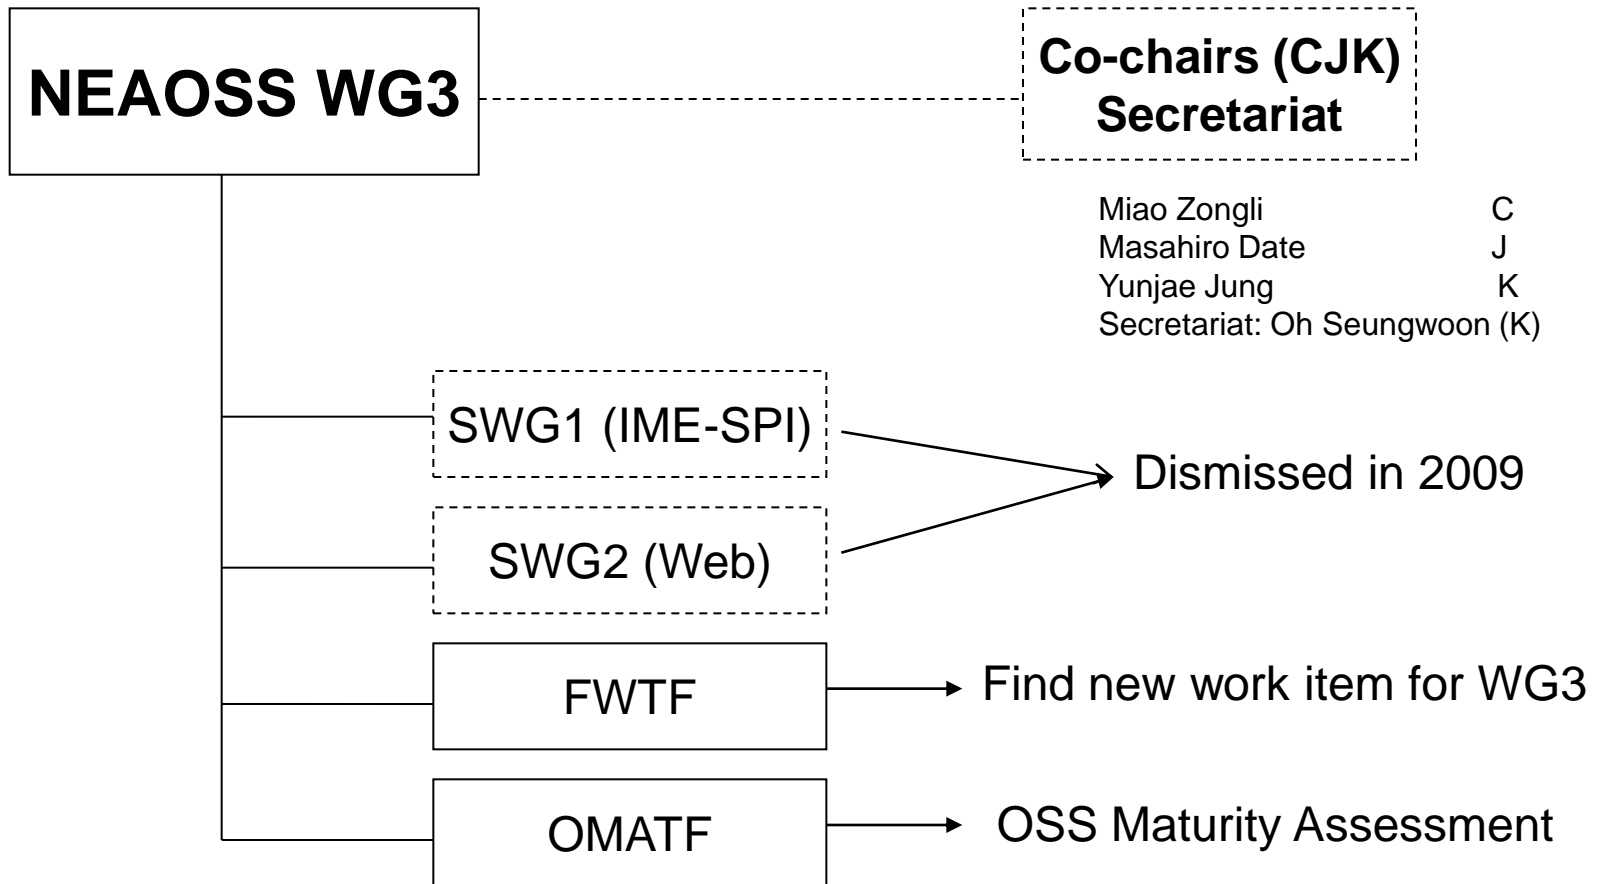 NEAOSS WG3
Co-chairs (CJK)
Secretariat
Miao Zongli C
Masahiro Date J
Yunjae Jung K
Secretariat: Oh Seungwoon (K)
SWG1 (IME-SPI)
Dismissed in 2009
SWG2 (Web)
FWTF
Find new work item for WG3
OMATF
OSS Maturity Assessment